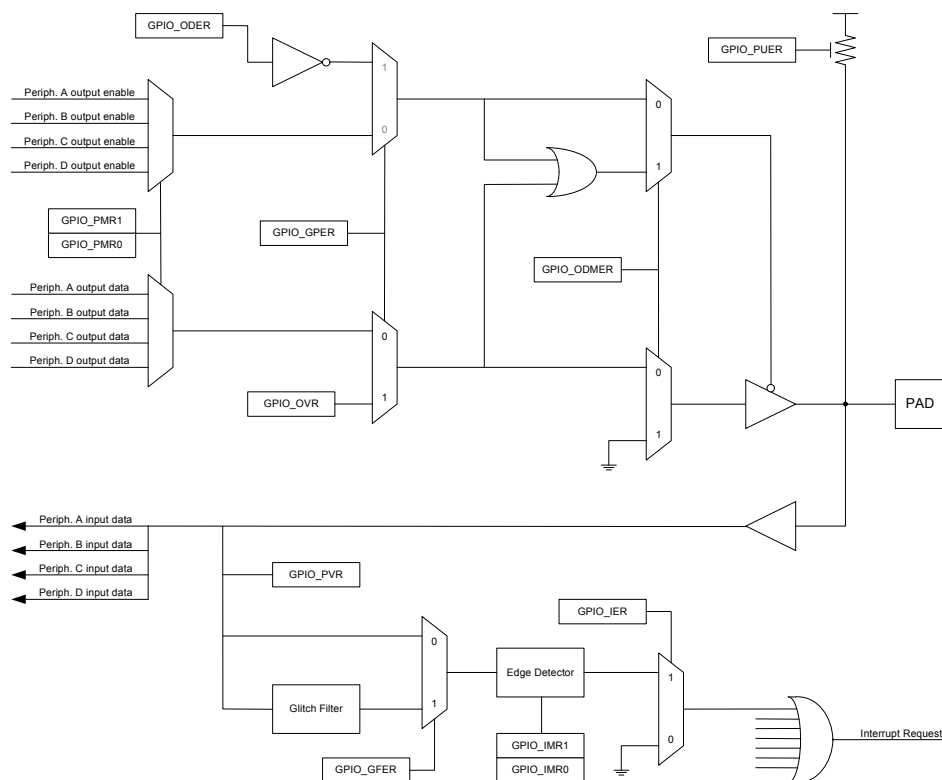 GPIO_ODER
GPIO_PUER
1
0
Periph. A output enable
Periph. B output enable
Periph. C output enable
Periph. D output enable
0
1
GPIO_PMR1
GPIO_PMR0
GPIO_GPER
GPIO_ODMER
Periph. A output data
Periph. B output data
Periph. C output data
Periph. D output data
0
1
GPIO_OVR
0
1
PAD
Periph. A input data
Periph. B input data
Periph. C input data
Periph. D input data
GPIO_PVR
GPIO_IER
0
1
Edge Detector
1
0
Glitch Filter
Interrupt Request
GPIO_IMR1
GPIO_IMR0
GPIO_GFER